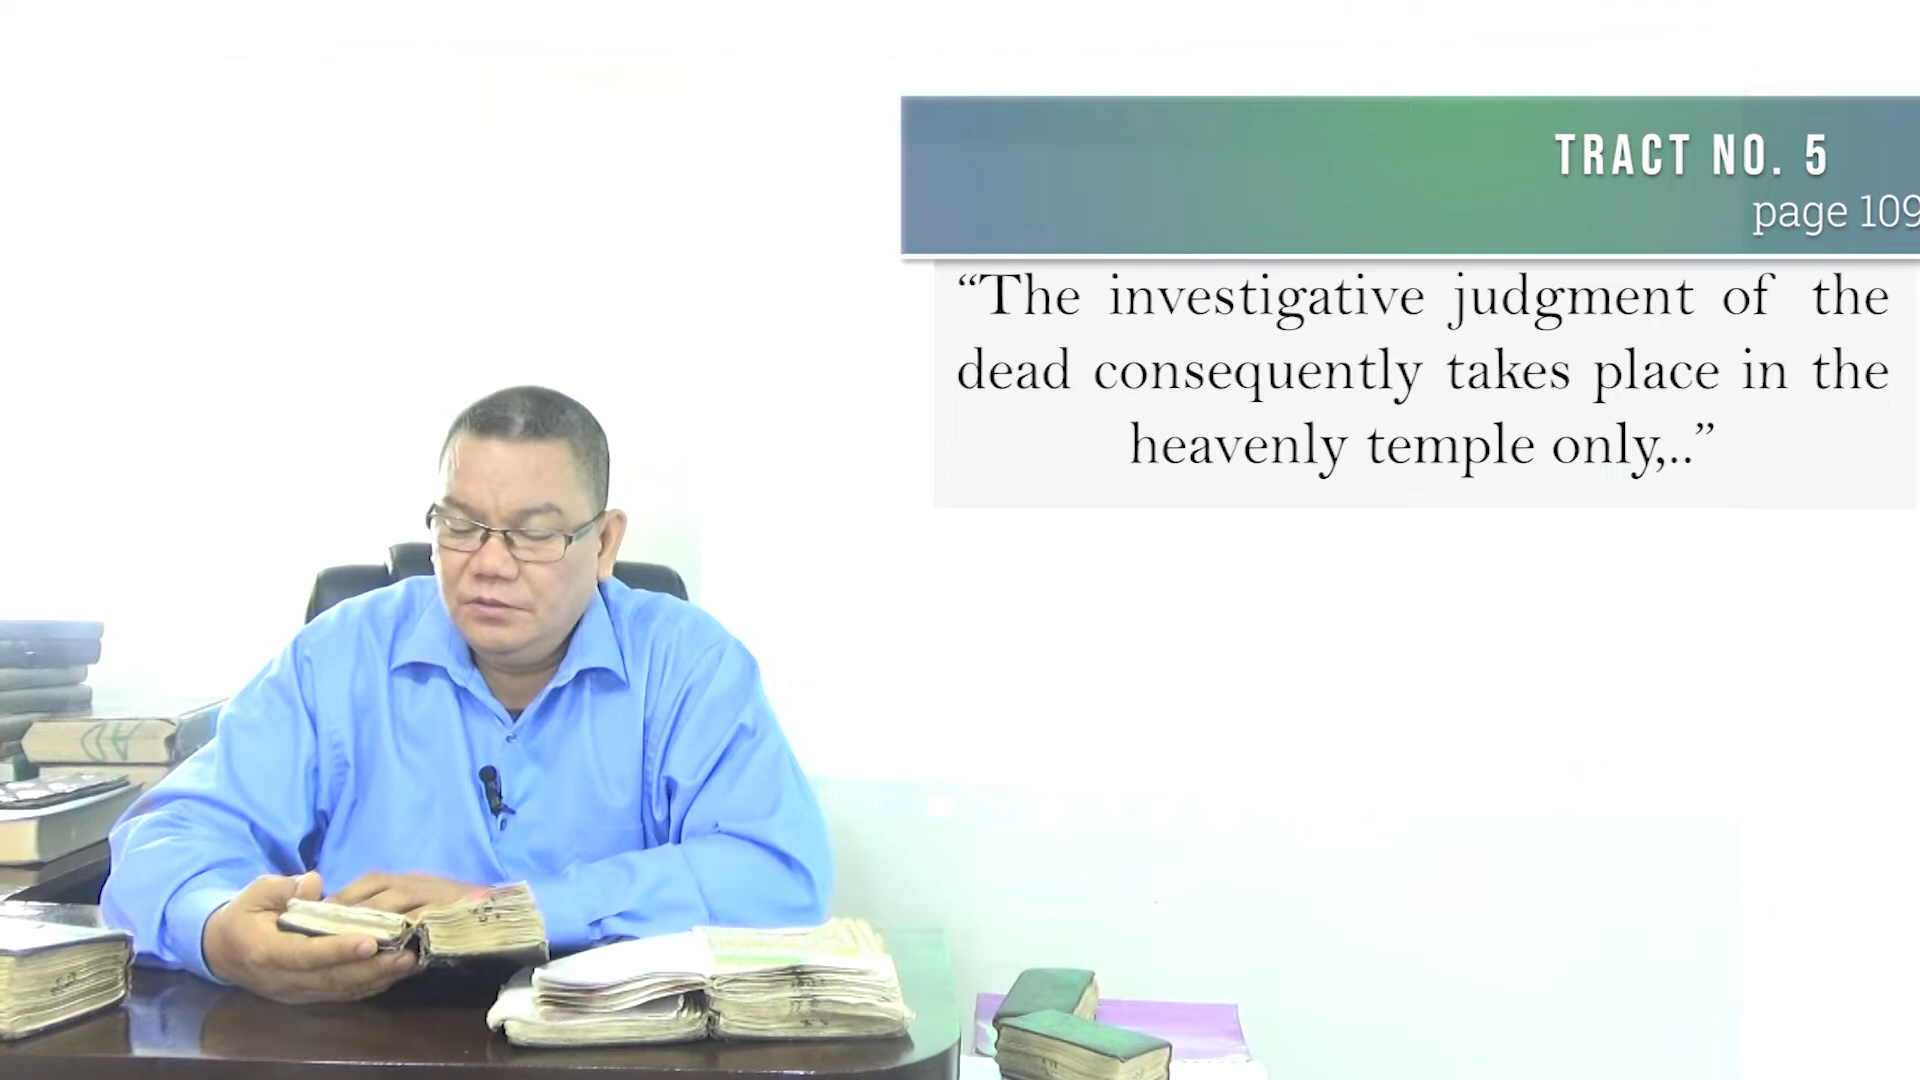 TRACT NO. 5
page 109
“The investigative judgment of the
dead consequently takes place in the
heavenly temple only,..”